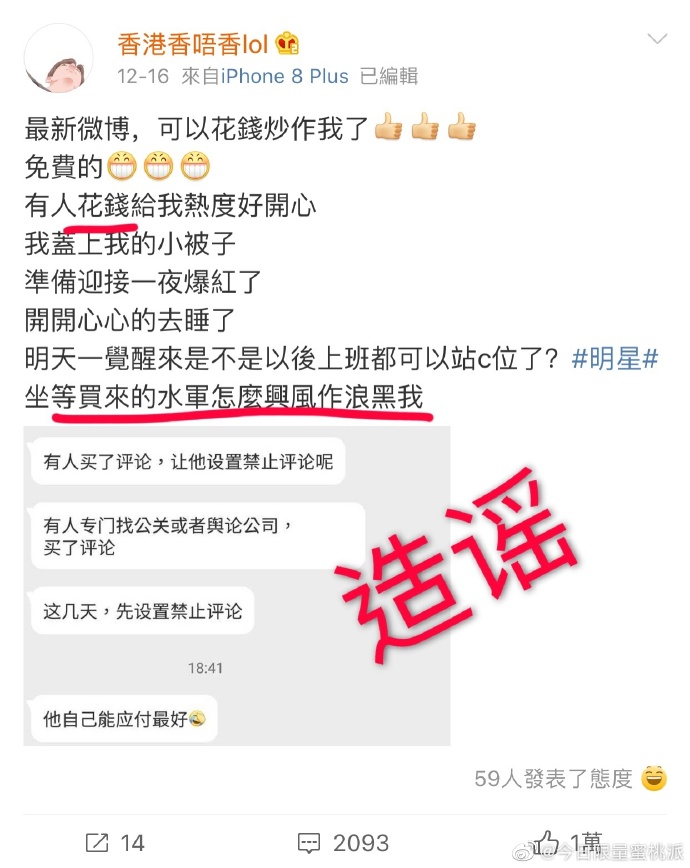 香港香唔香lol
12-16 來自iPhone 8 Plus 已編輯
最新微博，可以花錢炒作我了
免費的
有人花錢給我熱度好開心
我蓋上我的小被子
準備迎接一夜爆紅了
開開心心的去睡了
明天一覺醒來是不是以後上班都可以站c位了？#明星#
坐等買來的水軍怎麼興風作浪黑我
有人买了评论，让他设置禁止评论呢
有人专门找公关或者舆论公司，
买了评论
造谣
这几天，先设置禁止评论
18:41
他自己能应付最好
59人發表了態度
14 2093 1萬
@今日限量蜜桃派